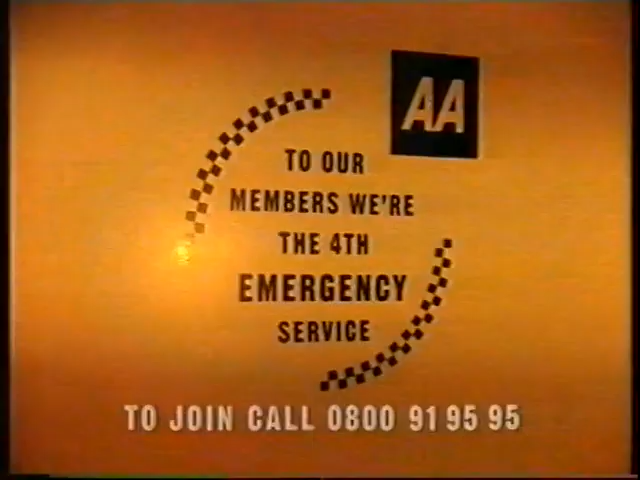 AA
TO OUR
MEMBERS WE'RE
THE 4TH
EMERGENCY
SERVICE
TO JOIN CALL 0800 91 95 95